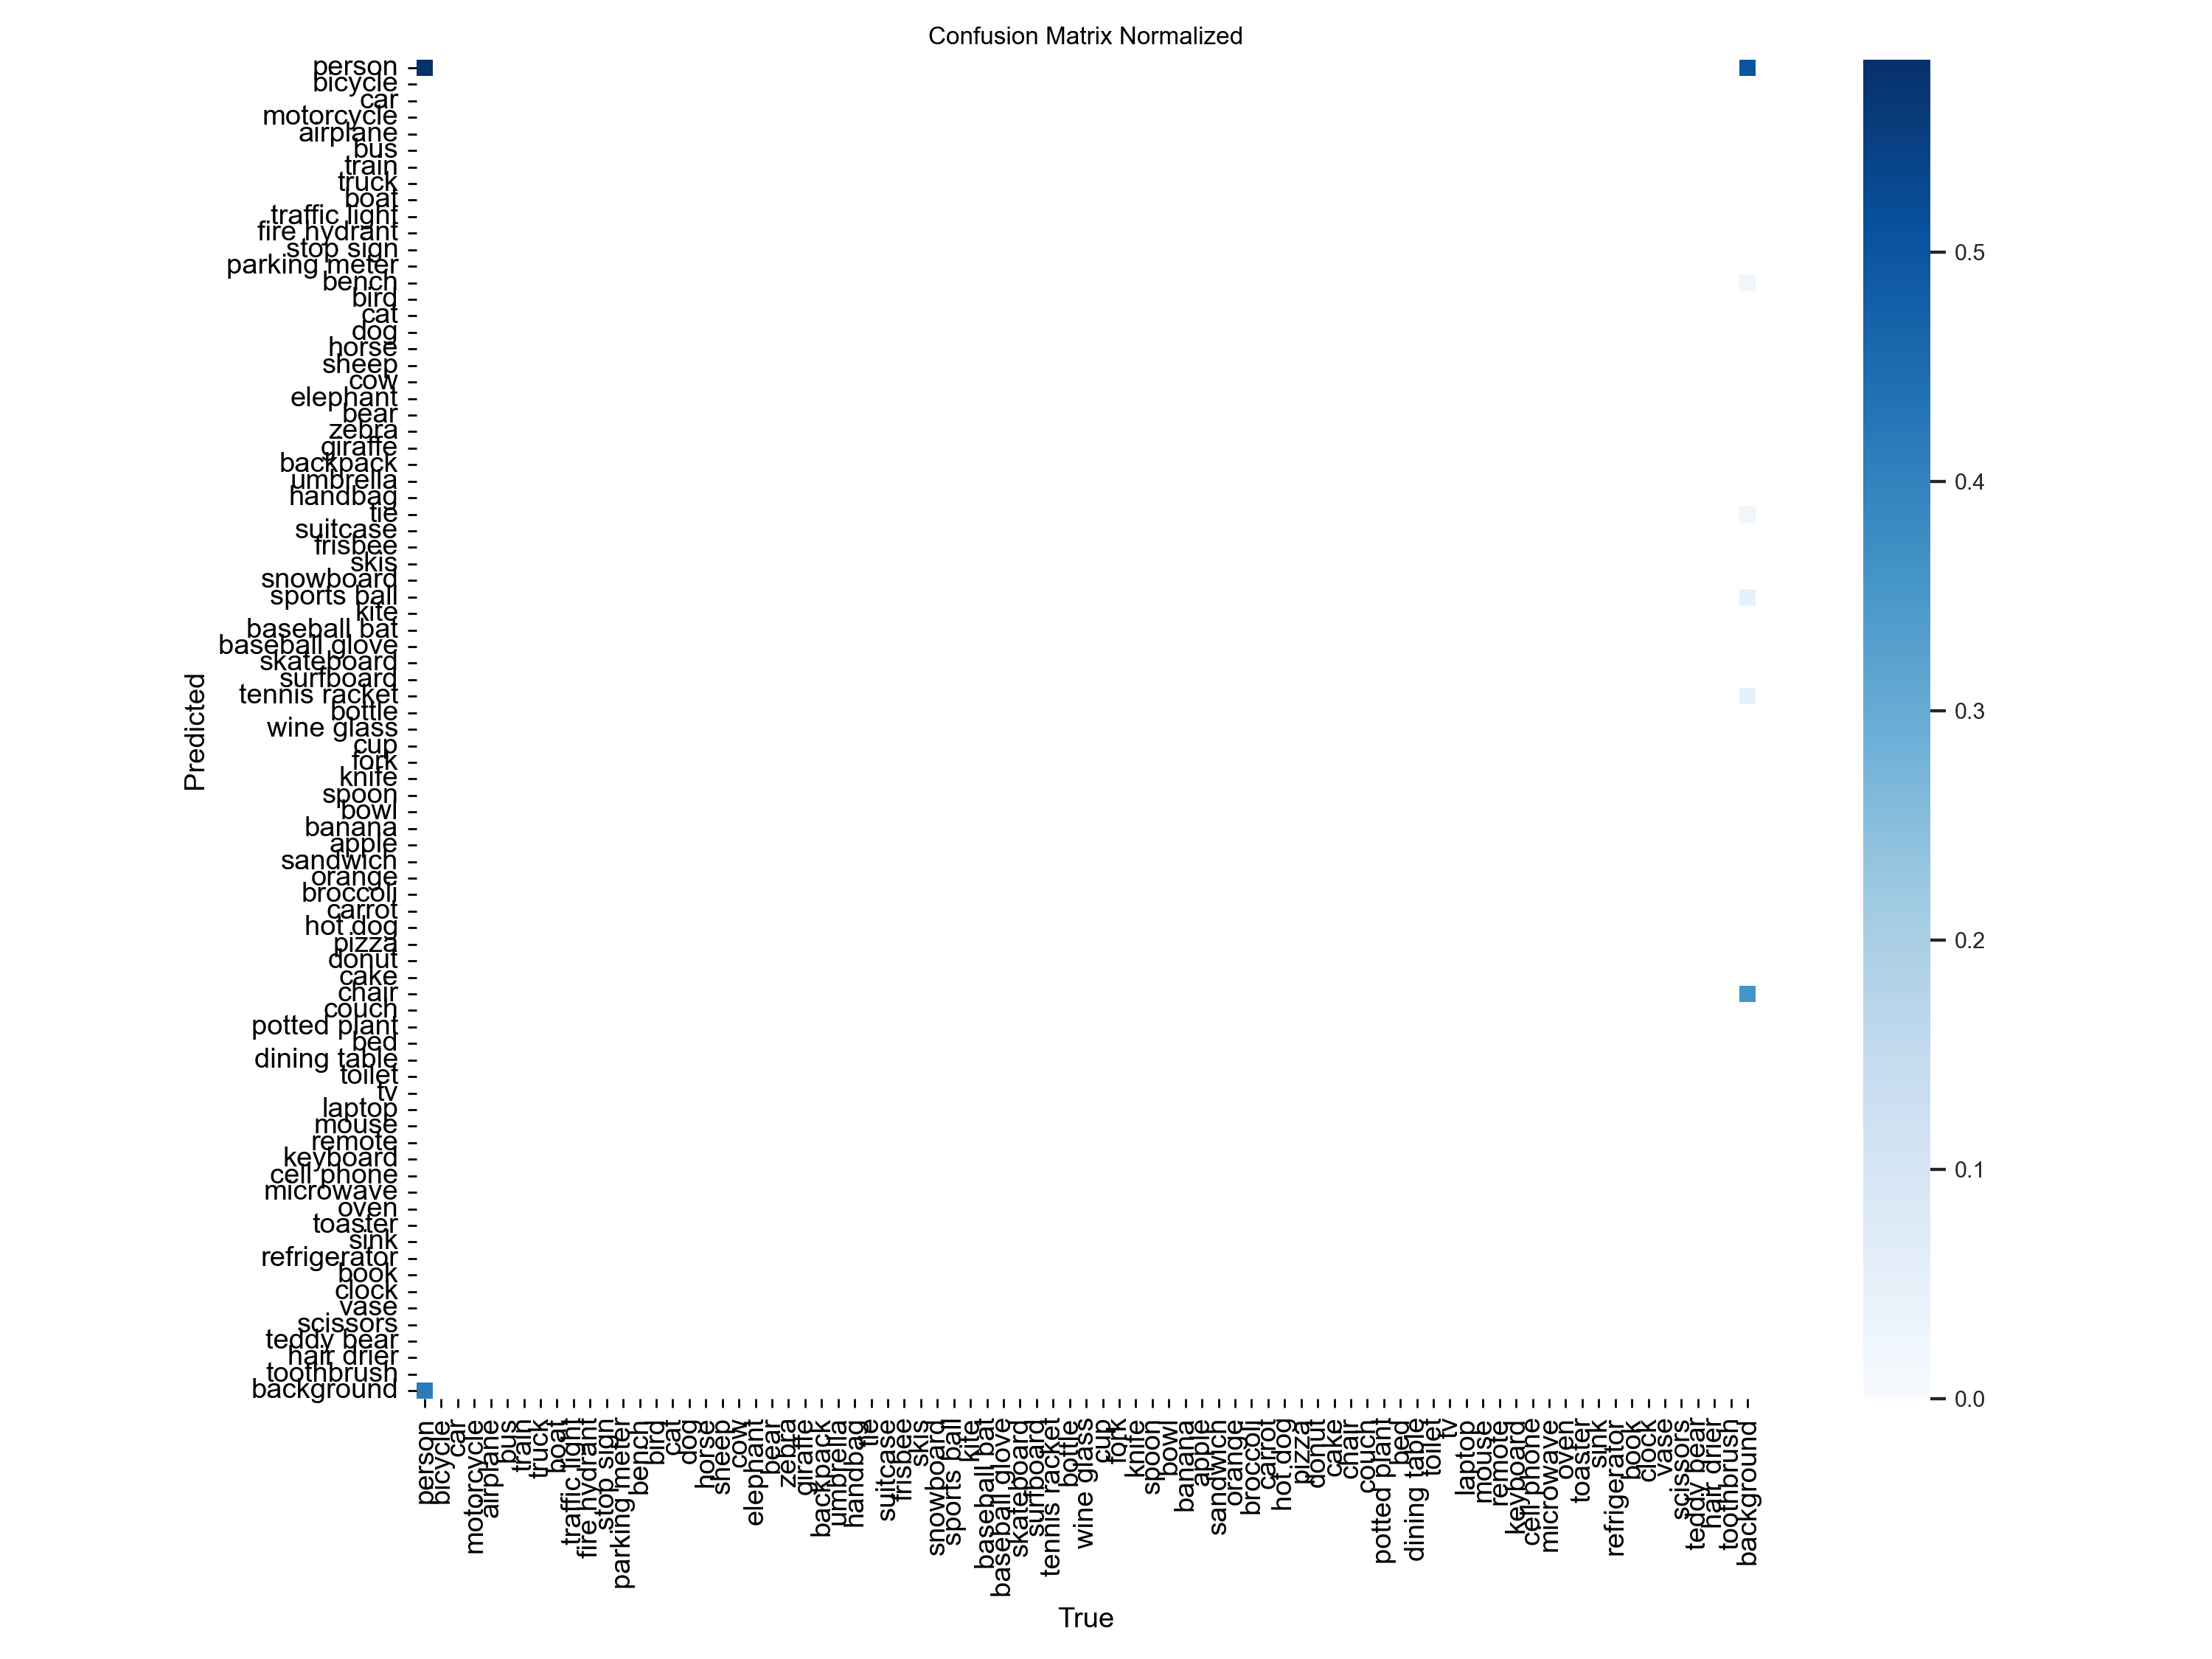 Confusion Matrix Normalized
person
bicycle
car
motorcycle
airplane
bus
train
truck
boat
traffic light
fire hydrant
stop sign
parking meter
bench
bird
cat
dog
horse
sheep
cow
elephant
bear
zebra
giraffe
backpack
umbrella
handbag
tie
suitcase
frisbee
skis
snowboard
sports ball
kite
baseball bat
baseball glove
skateboard
surfboard
tennis racket
bottle
wine glass
cup
fork
knife
spoon
bowl
banana
apple
sandwich
orange
broccoli
carrot
hot dog
pizza
donut
cake
chair
couch
potted plant
bed
dining table
toilet
tv
laptop
mouse
remote
keyboard
cell phone
microwave
oven
toaster
sink
refrigerator
book
clock
vase
scissors
teddy bear
hair drier
toothbrush
background
Predicted
person
bicycle
car
motorcycle
airplane
bus
train
truck
boat
traffic light
fire hydrant
stop sign
parking meter
bench
bird
cat
dog
horse
sheep
cow
elephant
bear
zebra
giraffe
backpack
umbrella
handbag
tie
suitcase
frisbee
skis
snowboard
sports ball
kite
baseball bat
baseball glove
skateboard
surfboard
tennis racket
bottle
wine glass
cup
fork
knife
spoon
bowl
banana
apple
sandwich
orange
broccoli
carrot
hot dog
pizza
donut
cake
chair
couch
potted plant
bed
dining table
toilet
tv
laptop
mouse
remote
keyboard
cell phone
microwave
oven
toaster
sink
refrigerator
book
clock
vase
scissors
teddy bear
hair drier
toothbrush
background
True
0.5
0.4
0.3
0.2
0.1
0.0